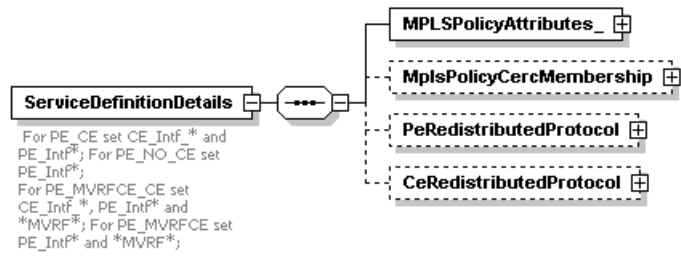 MPLSPolicyAttributes_
MplsPolicyCercMembership
ServiceDefinitionDetails
PeRedistributedProtocol
CeRedistributedProtocol
For PE_CE set CE_Intf_* and
PE_Intf*; For PE_NO_CE set
PE_Intf*;
For PE_MVRFCE_CE set
CE_Intf_*, PE_Intf* and
*MVRF*; For PE_MVRFCE set
PE_Intf* and *MVRF*;